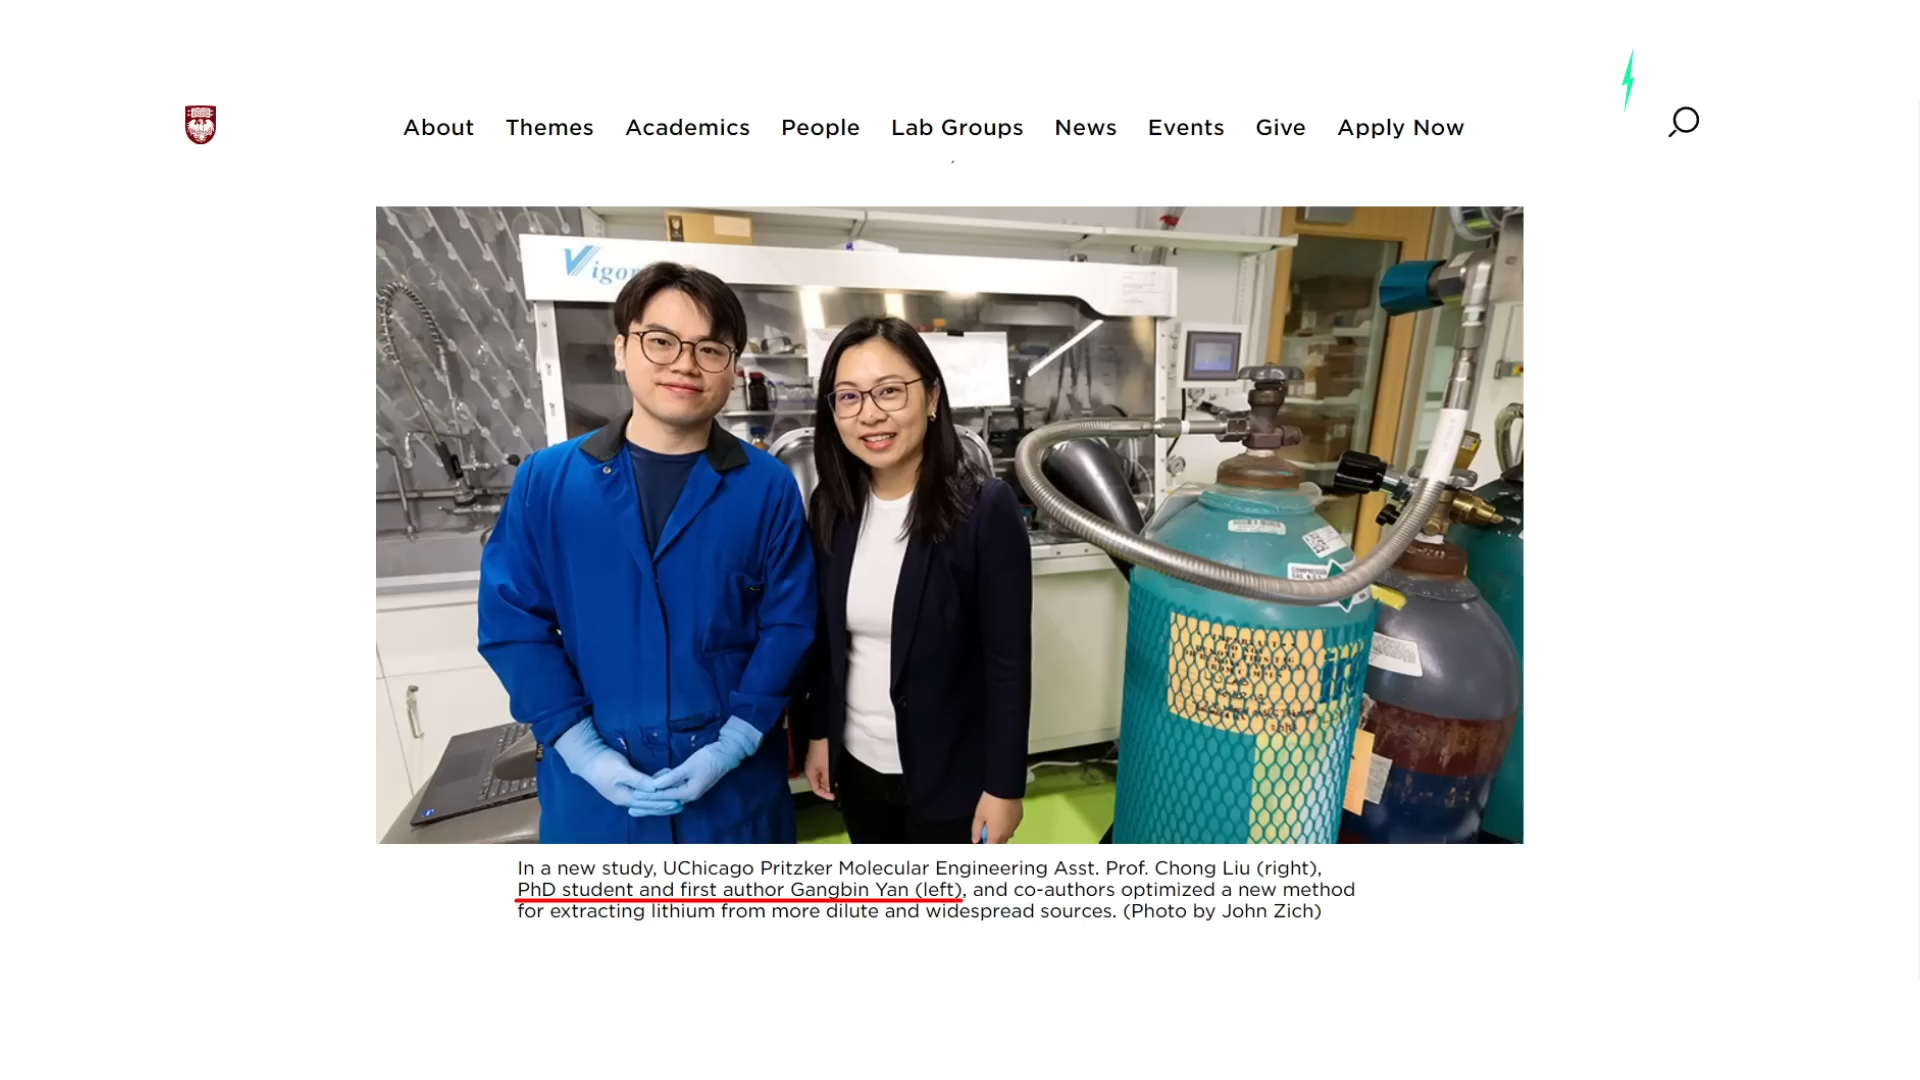 About Themes Academics People Lab Groups News Events Give Apply Now
Vigor
In a new study, UChicago Pritzker Molecular Engineering Asst. Prof. Chong Liu (right),
PhD student and first author Gangbin Yan (left), and co-authors optimized a new method
for extracting lithium from more dilute and widespread sources. (Photo by John Zich)